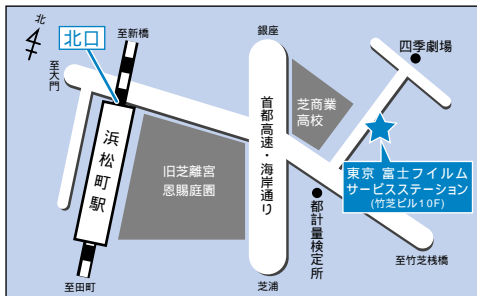 北
至新橋
銀座
北口
四季劇場
至大門
首都高速・海岸通り
芝商業
高校
浜松町駅
旧芝離宮
恩賜庭園
東京 富士フイルム
サービスステーション
(竹芝ビル10F)
都計量検定所
至竹芝桟橋
至田町
芝浦